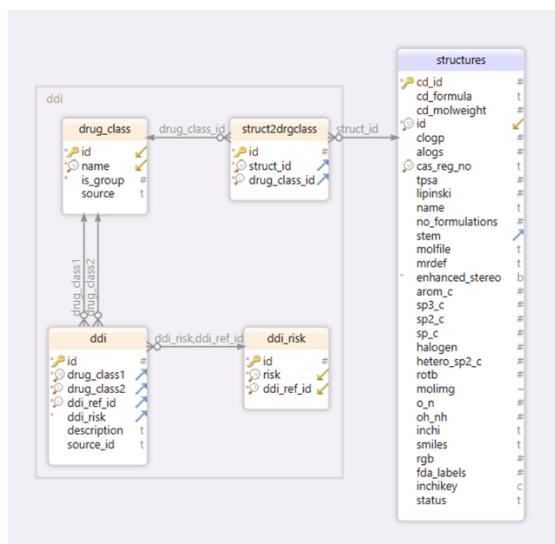 structures
cd_id #
cd_formula t
cd_molweight #
id
clogp #
alogs #
cas_reg_no t
tpsa #
lipinski #
name t
no_formulations #
stem
molfile t
mrdef t
enhanced_stereo b
arom_c #
sp3_c #
sp2_c #
sp_c #
halogen #
hetero_sp2_c #
rotb #
molimg ~
o_n #
oh_nh #
inchi t
smiles t
rgb #
fda_labels #
inchikey c
status t
ddi
drug_class
id #
name
is_group #
source t
drug_class_id
struct2drgclass
id #
struct_id
drug_class_id
struct_id
drug_class1
drug_class2
ddi
id #
drug_class1
drug_class2
ddi_ref_id
ddi_risk
description t
source_id t
ddi_risk,ddi_ref_id
ddi_risk
id #
risk
ddi_ref_id